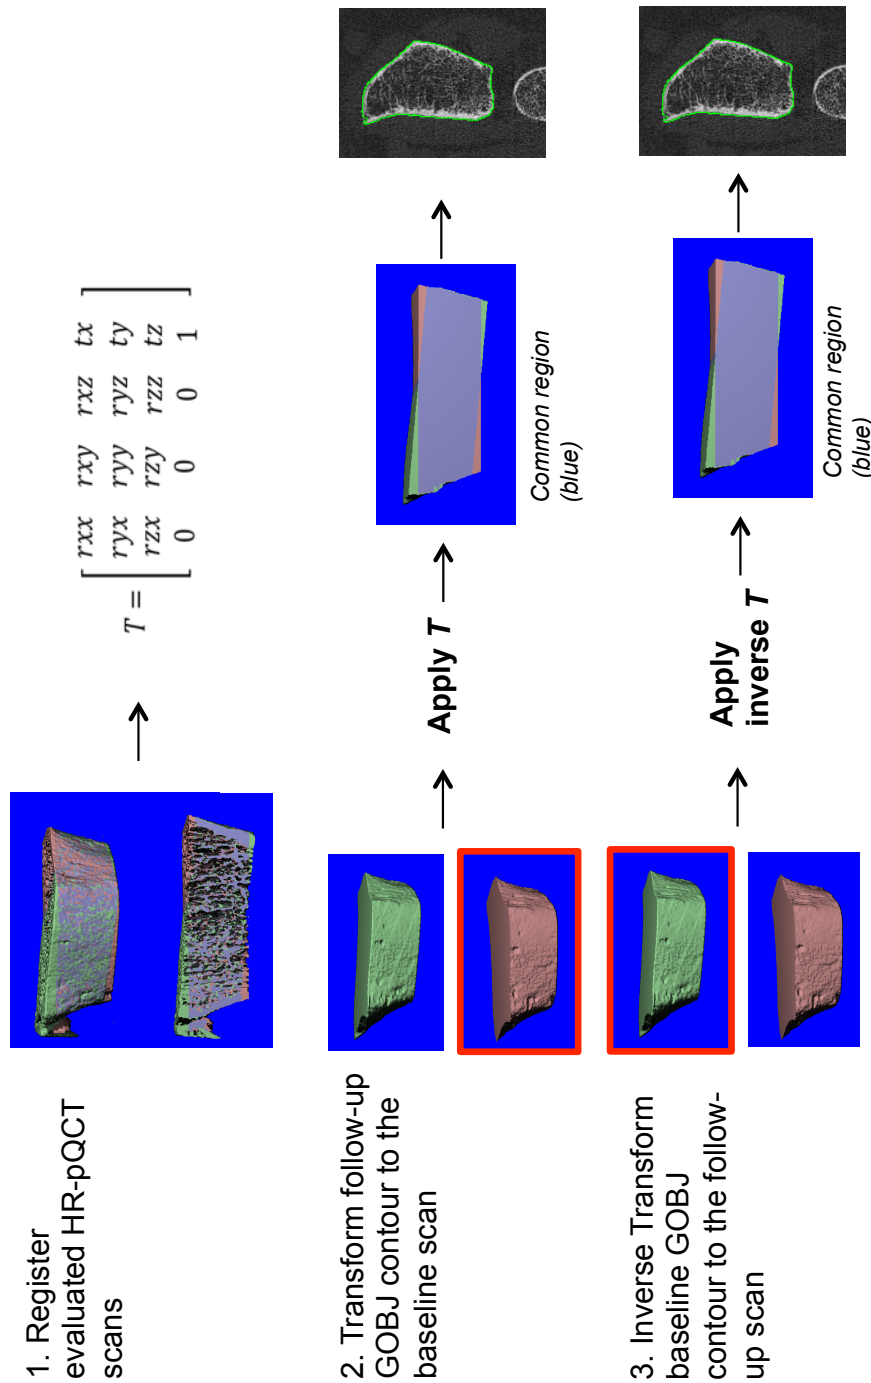 1. Register
evaluated HR-pQCT
scans
T =
rxx rxy rxz tx
ryx ryy ryz ty
rzx rzy rzz tz
0 0 0 1
2. Transform follow-up
GOBJ contour to the
baseline scan
Apply T
Common region
(blue)
3. Inverse Transform
baseline GOBJ
contour to the follow-
up scan
Apply
inverse T
Common region
(blue)